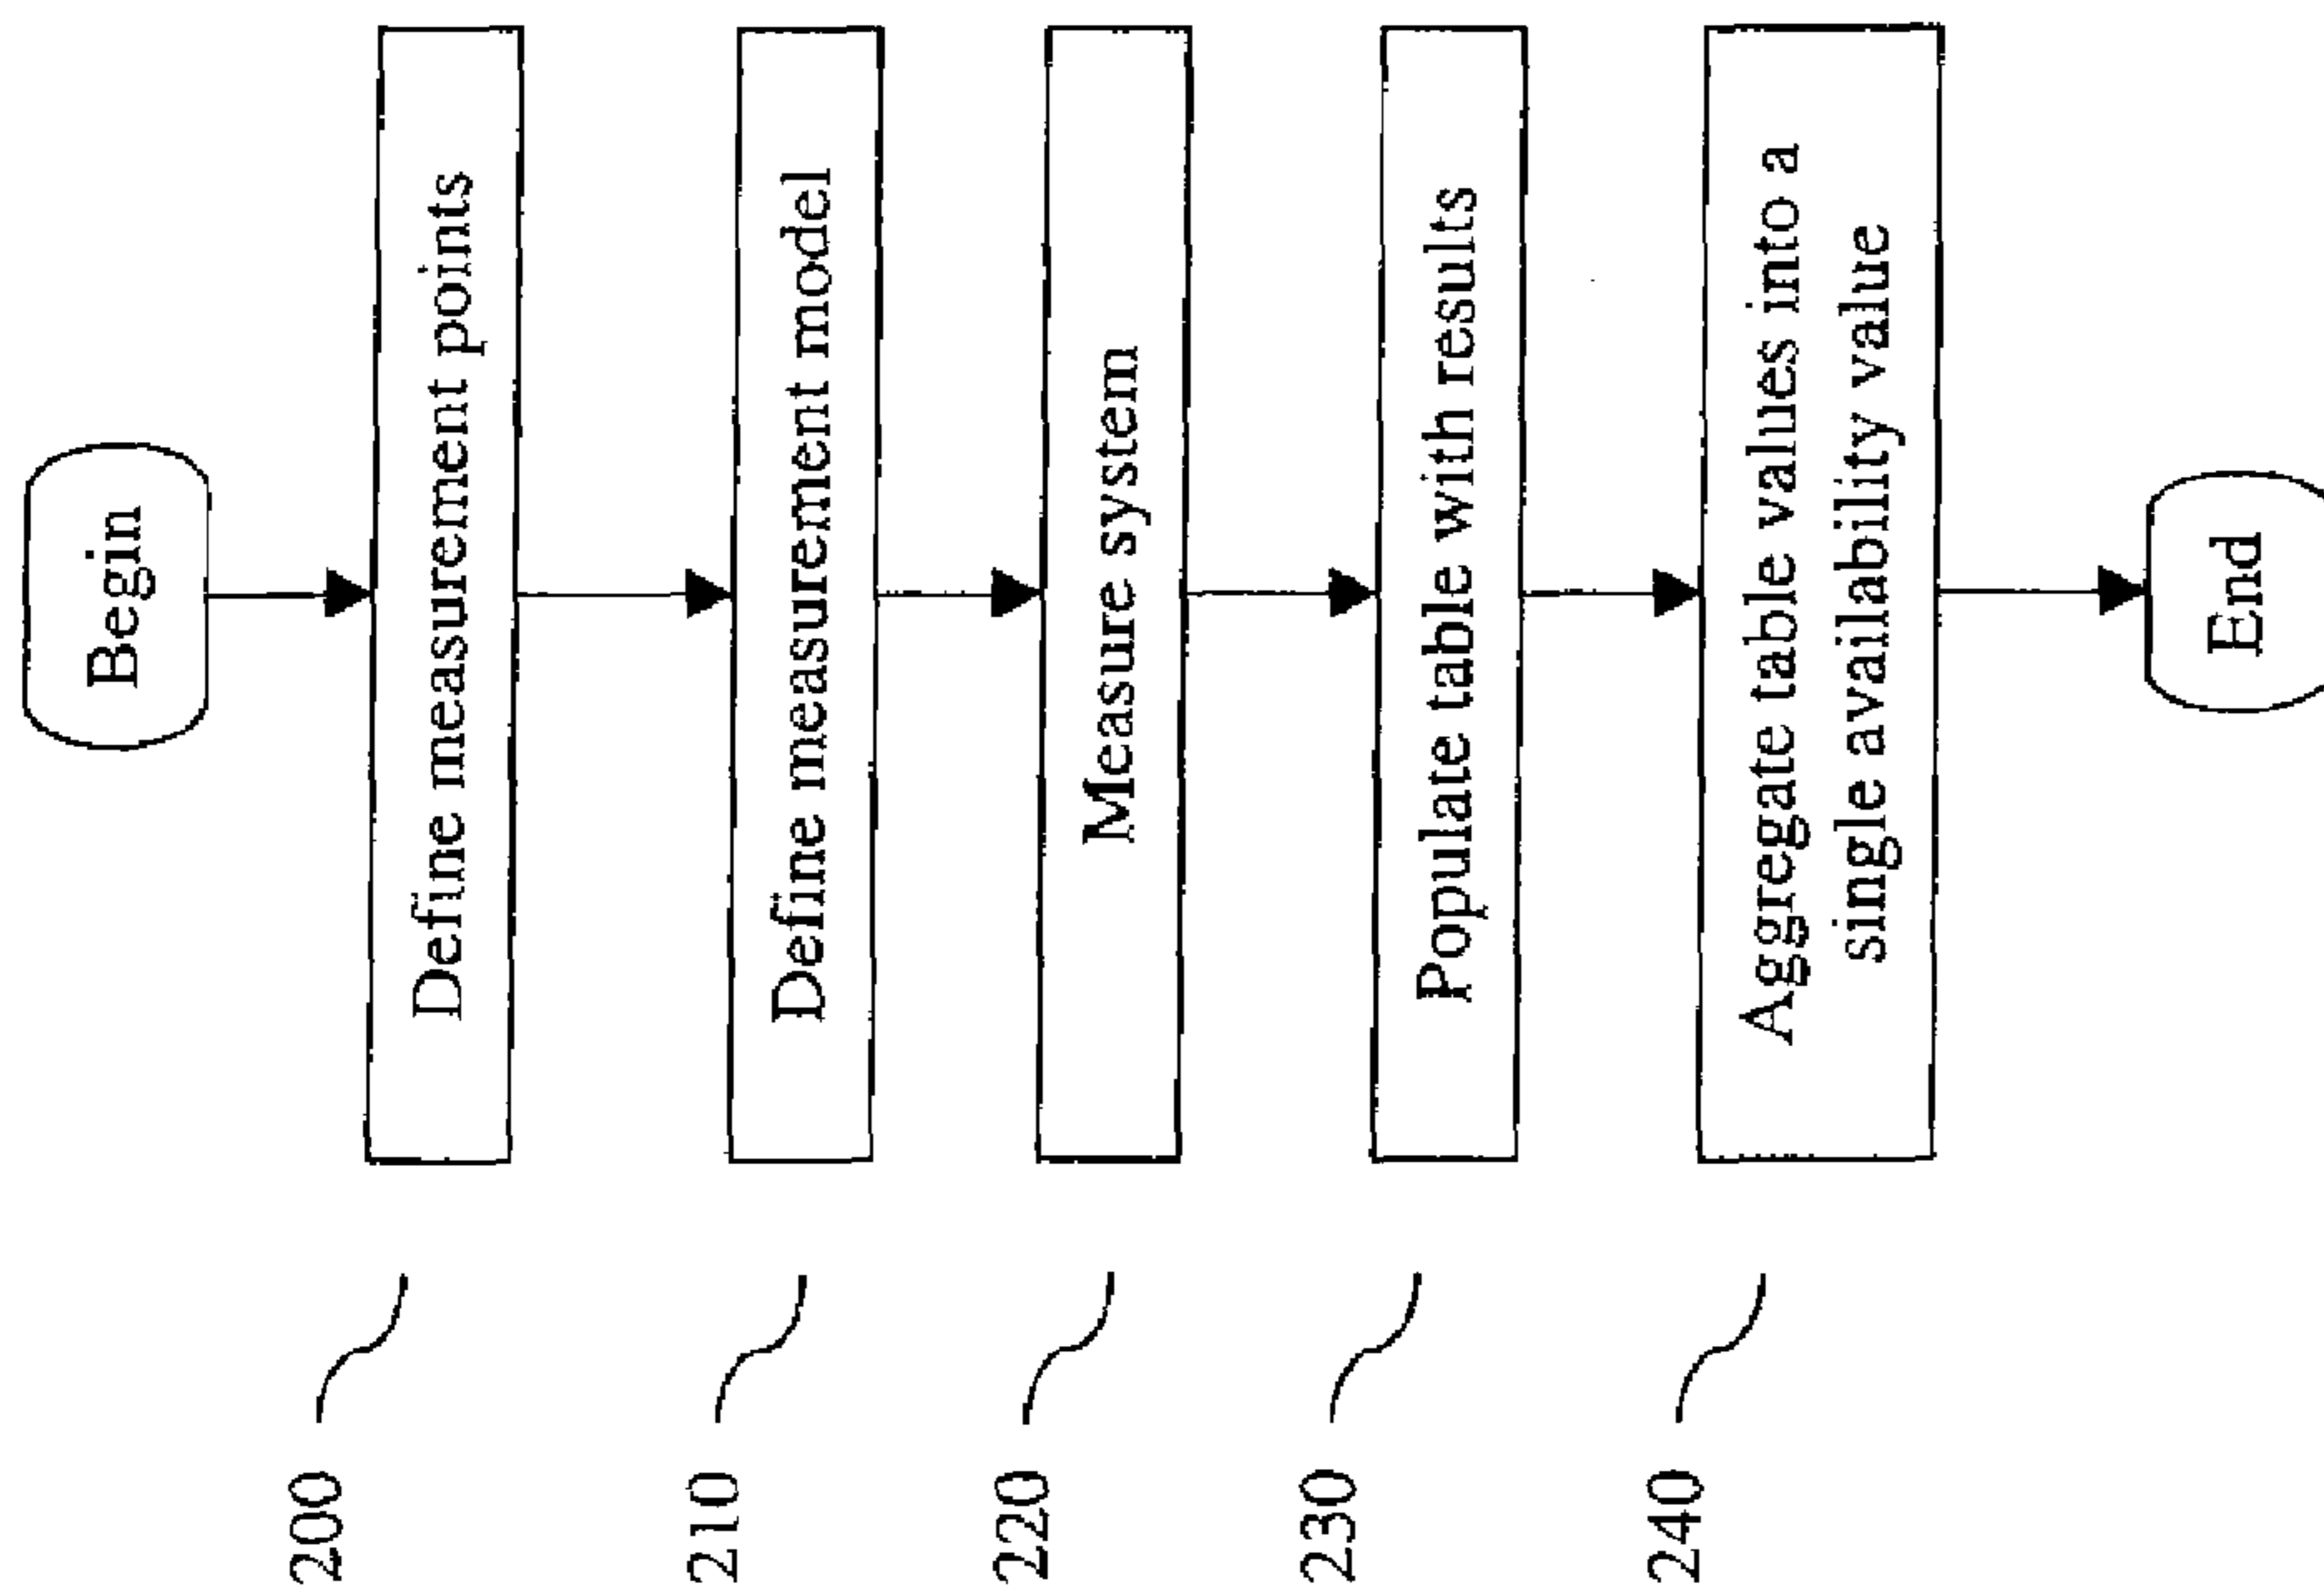 Begin
200
Define measurement points
210
Define measurement model
220
Measure system
230
Populate table with results
240
Aggregate table values into a
single availability value
End